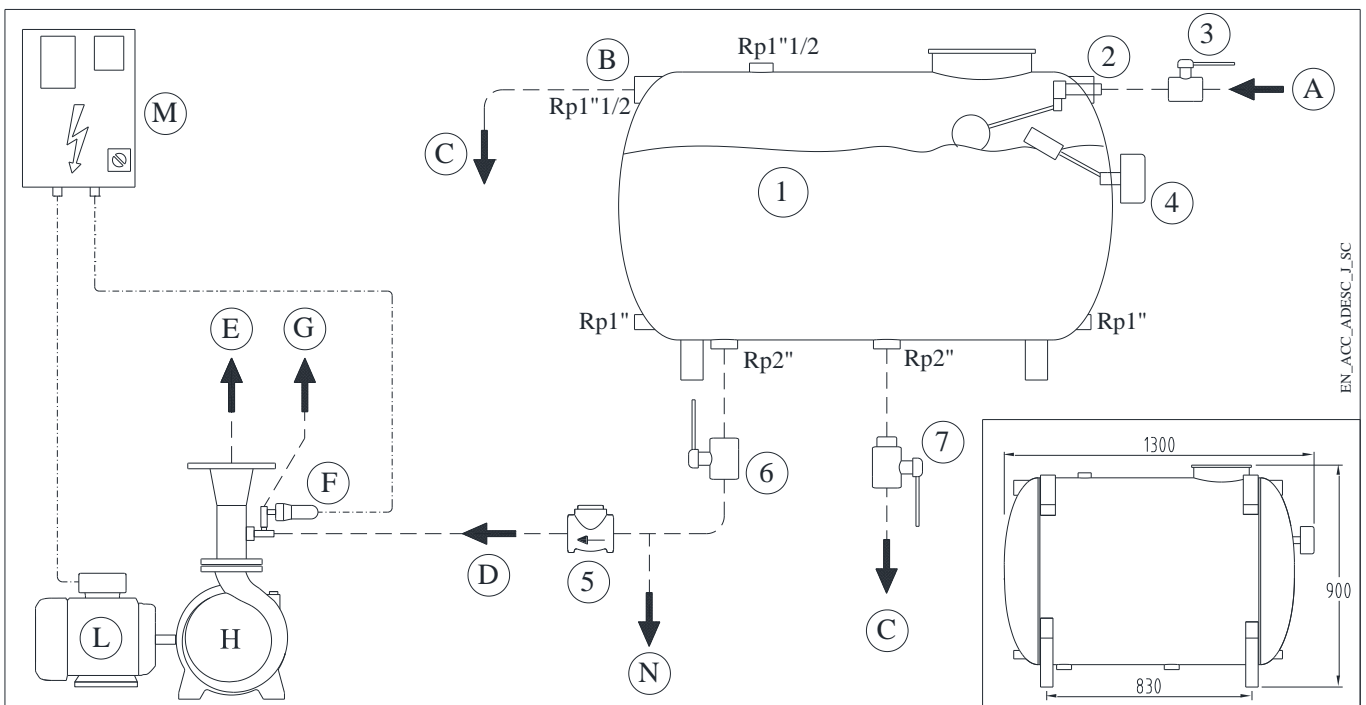 Rp1"1/2
3
B
2
M
Rp1"1/2
A
C
1
4
EN_ACC_ADESC_J_SC
Rp1"
Rp1"
E
G
Rp2"
Rp2"
1300
7
6
F
900
D
5
C
L
H
N
830